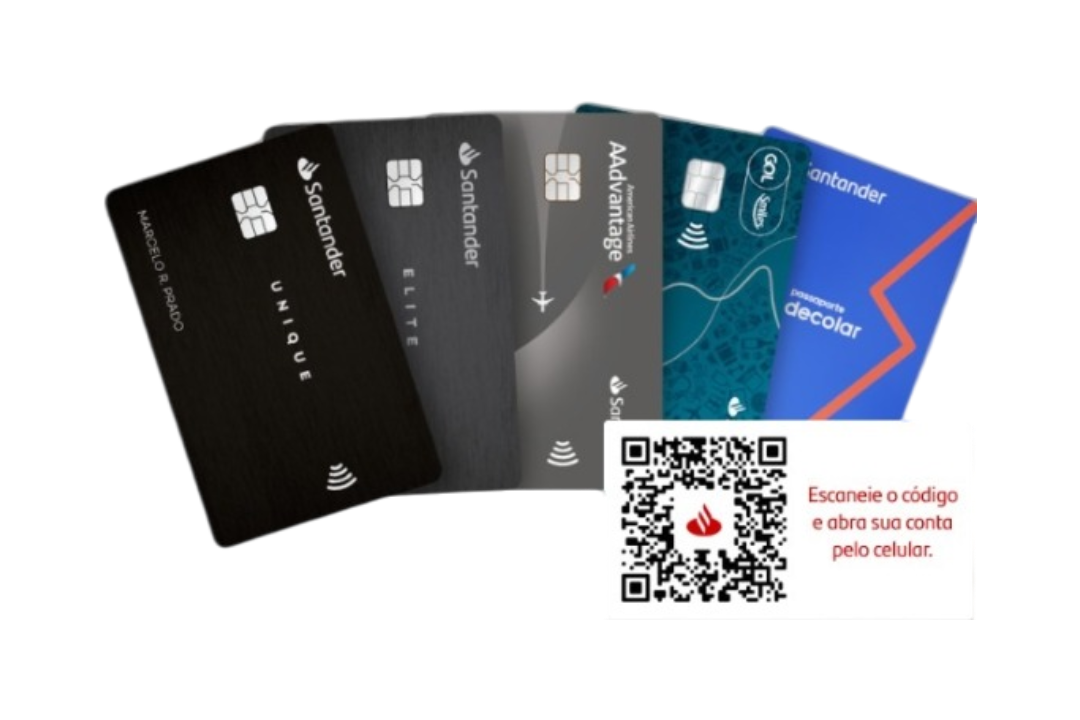 MARCELO R. PRADO
Santander
UNIQUE
Santander
ELITE
American Airlines
AAdvantage
GOL
Smiles
Santander
passaporte
decolar
Escaneie o código
e abra sua conta
pelo celular.